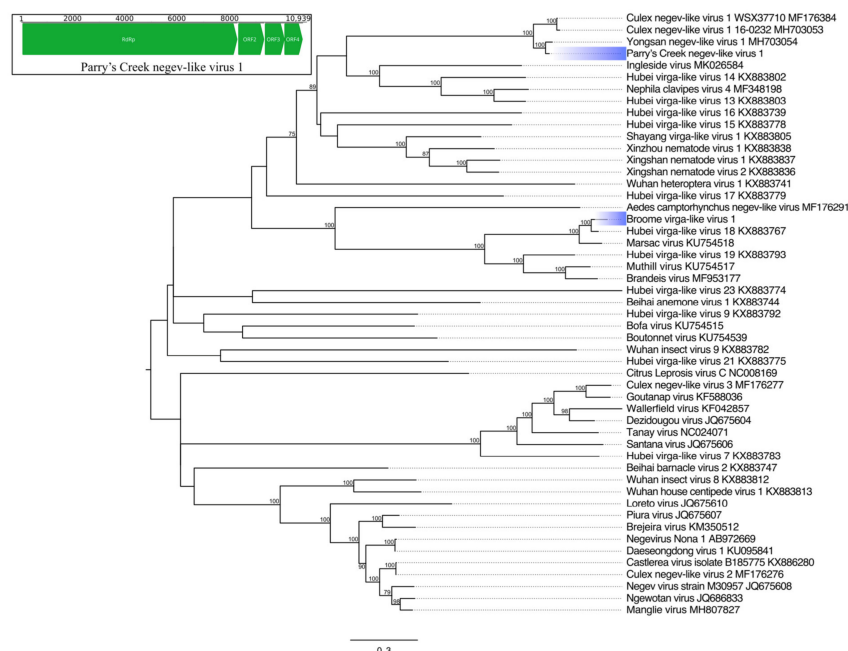 1 2000 4000 6000 8000 10,939
RdRp ORF2 ORF3 ORF4
Parry's Creek negev-like virus 1
Culex negev-like virus 1 WSX37710 MF176384
Culex negev-like virus 1 16-0232 MH703053
Yongsan negev-like virus 1 MH703054
Parry's Creek negev-like virus 1
Ingleside virus MK026584
Hubei virga-like virus 14 KX883802
Nephila clavipes virus 4 MF348198
Hubei virga-like virus 13 KX883803
Hubei virga-like virus 16 KX883739
Hubei virga-like virus 15 KX883778
Shayang virga-like virus 1 KX883805
Xinzhou nematode virus 1 KX883838
Xingshan nematode virus 1 KX883837
Xingshan nematode virus 2 KX883836
Wuhan heteroptera virus 1 KX883741
Hubei virga-like virus 17 KX883779
Aedes camptorhynchus negev-like virus MF176291
Broome virga-like virus 1
Hubei virga-like virus 18 KX883767
Marsac virus KU754518
Hubei virga-like virus 19 KX883793
Muthill virus KU754517
Brandeis virus MF953177
Hubei virga-like virus 23 KX883774
Beihai anemone virus 1 KX883744
Hubei virga-like virus 9 KX883792
Bofa virus KU754515
Boutonnet virus KU754539
Wuhan insect virus 9 KX883782
Hubei virga-like virus 21 KX883775
Citrus Leprosis virus C NC008169
Culex negev-like virus 3 MF176277
Goutanap virus KF588036
Wallerfield virus KF042857
Dezidougou virus JQ675604
Tanay virus NC024071
Santana virus JQ675606
Hubei virga-like virus 7 KX883783
Beihai barnacle virus 2 KX883747
Wuhan insect virus 8 KX883812
Wuhan house centipede virus 1 KX883813
Loreto virus JQ675610
Piura virus JQ675607
Brejeira virus KM350512
Negevirus Nona 1 AB972669
Daeseongdong virus 1 KU095841
Castlerea virus isolate B185775 KX886280
Culex negev-like virus 2 MF176276
Negev virus strain M30957 JQ675608
Ngewotan virus JQ686833
Manglie virus MH807827
100
100
100
89
100
100
100
75
100
87
100
100
100
100
100
100
100
100
100
100
98
100
100
100
100
100
100
100
100
90
100
100
79
98
0.3